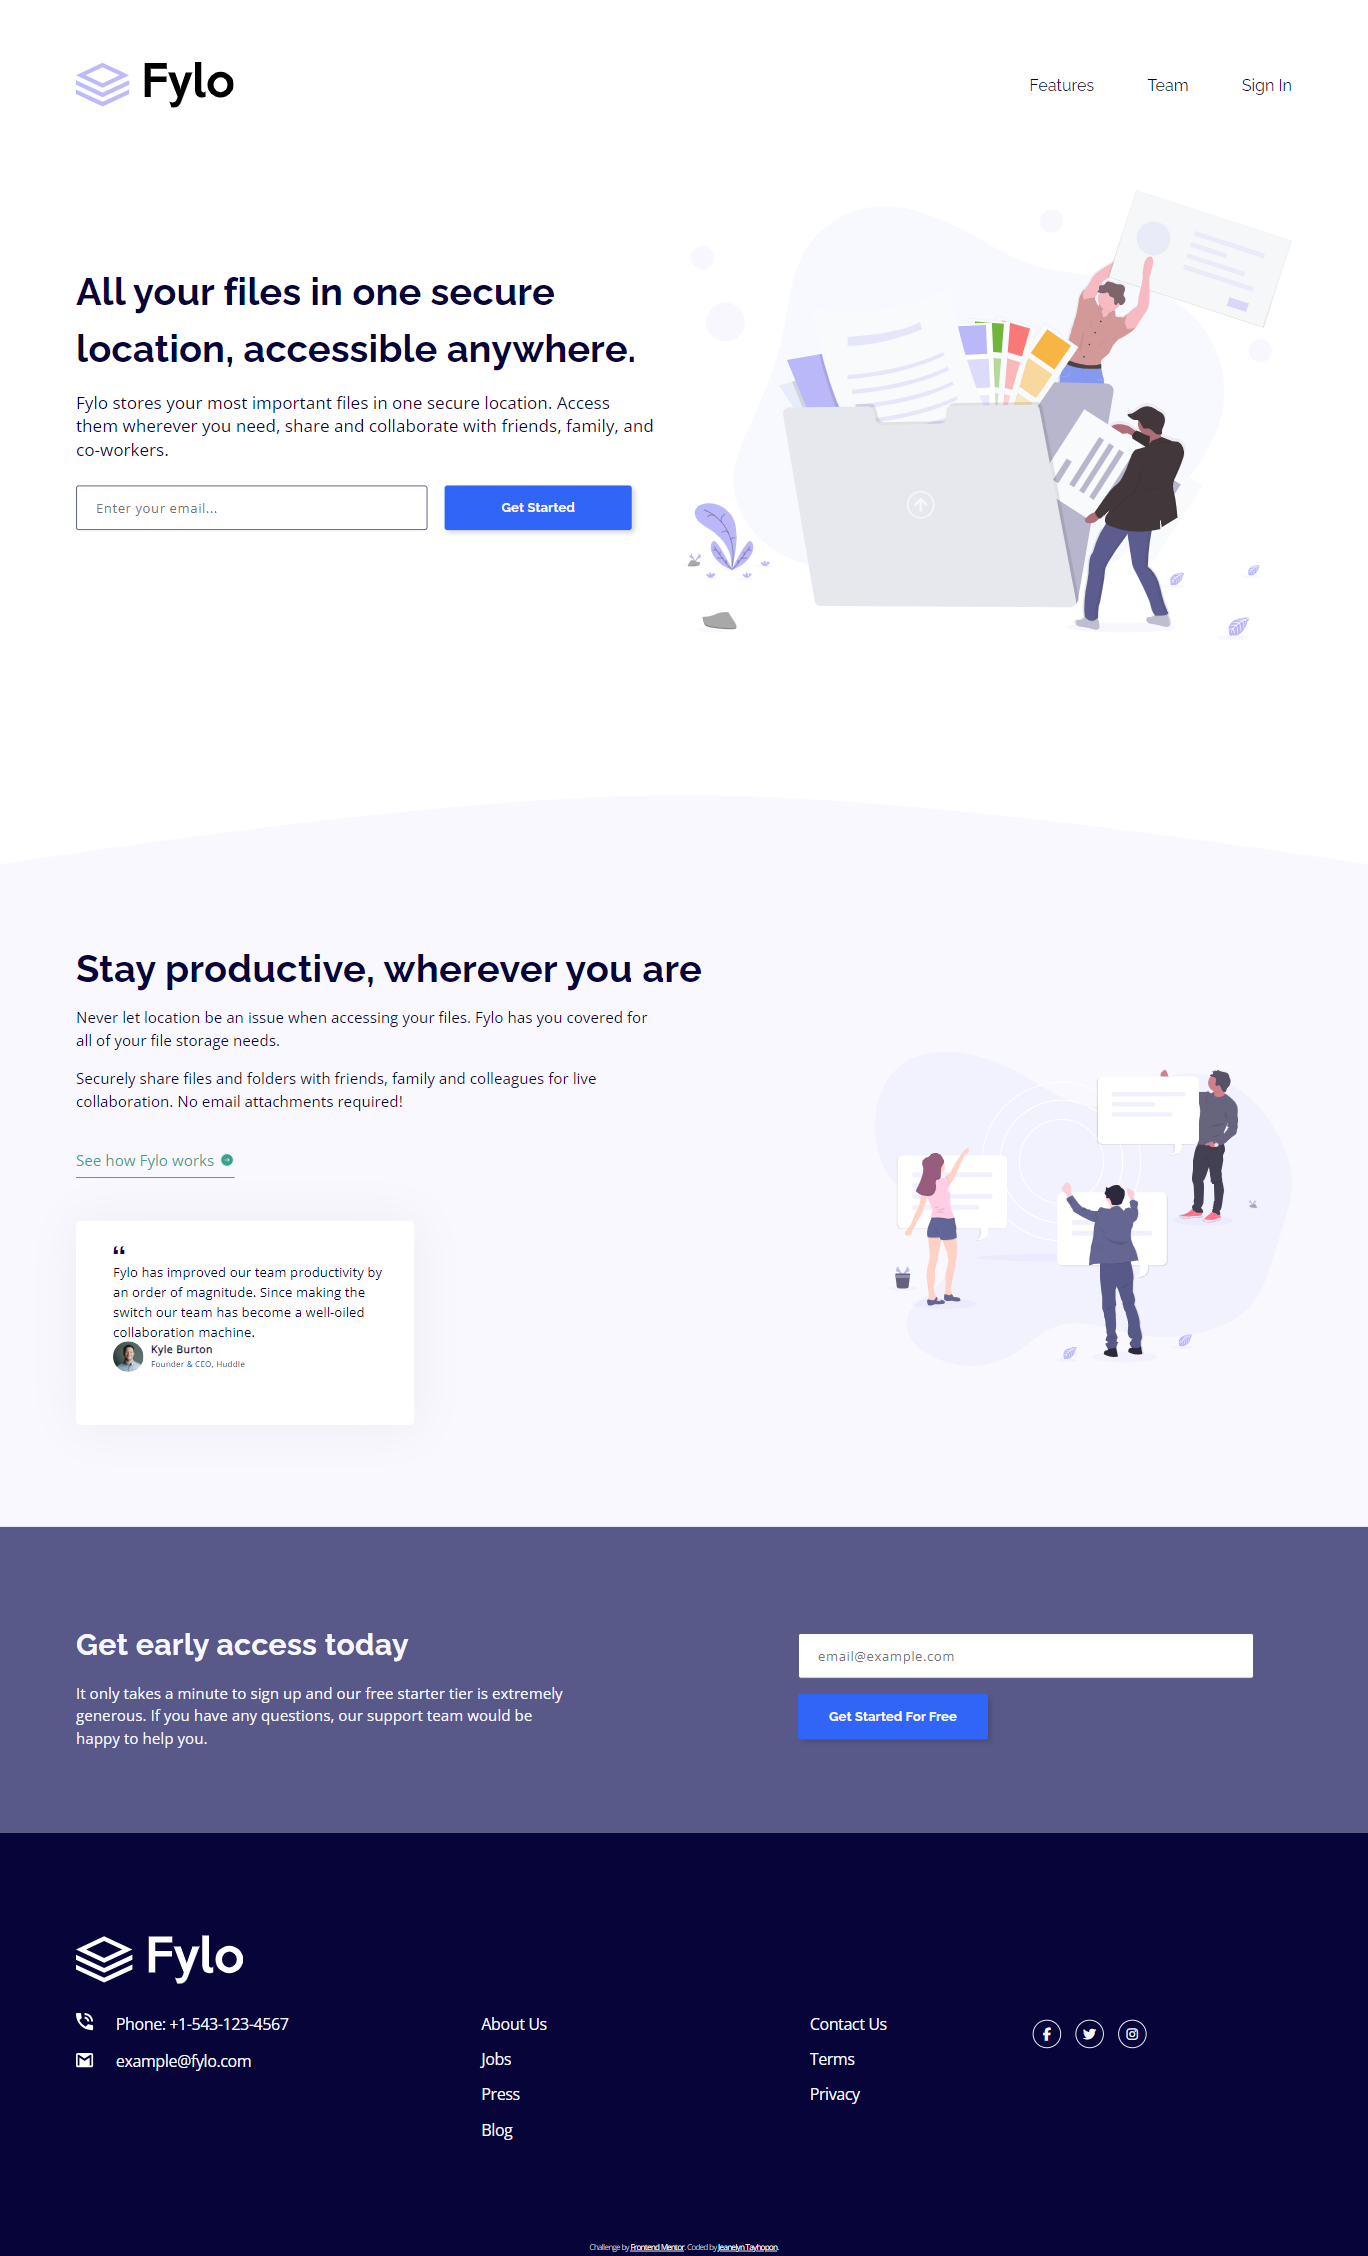 Fylo
Features
Team
Sign In
All your files in one secure
location, accessible anywhere.
Fylo stores your most important files in one secure location. Access
them wherever you need, share and collaborate with friends, family, and
co-workers.
Enter your email...
Get Started
Stay productive, wherever you are
Never let location be an issue when accessing your files. Fylo has you covered for
all of your file storage needs.
Securely share files and folders with friends, family and colleagues for live
collaboration. No email attachments required!
See how Fylo works
“
Fylo has improved our team productivity by
an order of magnitude. Since making the
switch our team has become a well-oiled
collaboration machine.
Kyle Burton
Founder & CEO, Huddle
Get early access today
It only takes a minute to sign up and our free starter tier is extremely
generous. If you have any questions, our support team would be
happy to help you.
email@example.com
Get Started For Free
Fylo
Phone: +1-543-123-4567
example@fylo.com
About Us
Jobs
Press
Blog
Contact Us
Terms
Privacy
Challenge by Frontend Mentor. Coded by Jeanelyn Tayhopon.